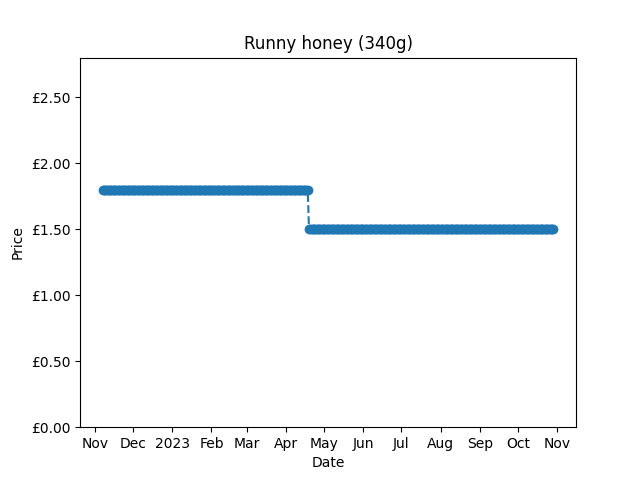 Runny honey (340g)
£2.50
£2.00
£1.50
£1.00
£0.50
£0.00
Price
Nov Dec 2023 Feb Mar Apr May Jun Jul Aug Sep Oct Nov
Date